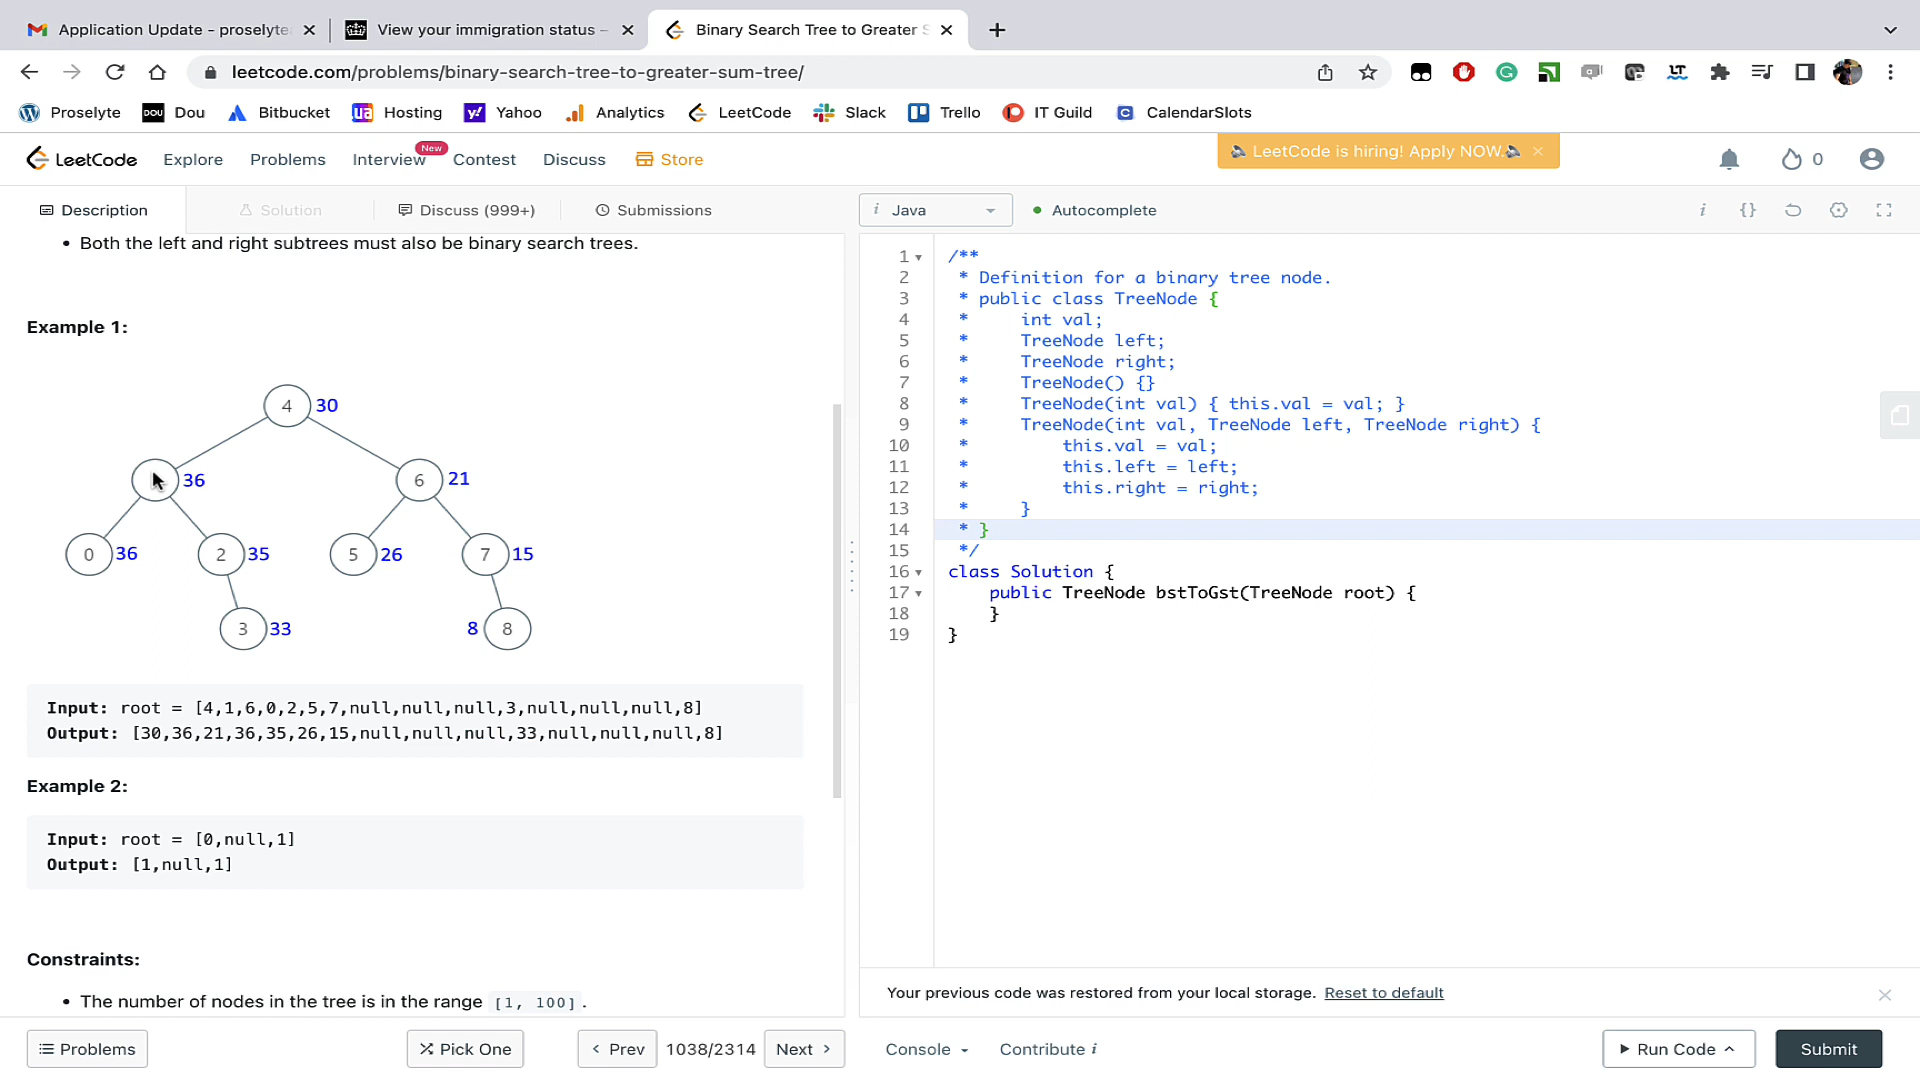 Application Update - proselyte
View your immigration status –
Binary Search Tree to Greater S
leetcode.com/problems/binary-search-tree-to-greater-sum-tree/
Proselyte
DOU Dou
Bitbucket
ua Hosting
y! Yahoo
Analytics
LeetCode
Slack
Trello
IT Guild
C CalendarSlots
LeetCode
Explore
Problems
Interview New
Contest
Discuss
Store
LeetCode is hiring! Apply NOW.
0
Description
Solution
Discuss (999+)
Submissions
i Java
Autocomplete
i {}
• Both the left and right subtrees must also be binary search trees.
Example 1:
4 30
36
6 21
0 36
2 35
5 26
7 15
3 33
8 8
Input: root = [4,1,6,0,2,5,7,null,null,null,3,null,null,null,8]
Output: [30,36,21,36,35,26,15,null,null,null,33,null,null,null,8]
Example 2:
Input: root = [0,null,1]
Output: [1,null,1]
Constraints:
• The number of nodes in the tree is in the range [1, 100].
1 /**
2 * Definition for a binary tree node.
3 * public class TreeNode {
4 *     int val;
5 *     TreeNode left;
6 *     TreeNode right;
7 *     TreeNode() {}
8 *     TreeNode(int val) { this.val = val; }
9 *     TreeNode(int val, TreeNode left, TreeNode right) {
10 *         this.val = val;
11 *         this.left = left;
12 *         this.right = right;
13 *     }
14 * }
15 */
16 class Solution {
17     public TreeNode bstToGst(TreeNode root) {
18     }
19 }
Your previous code was restored from your local storage. Reset to default
Problems
Pick One
< Prev
1038/2314
Next >
Console
Contribute i
Run Code
Submit